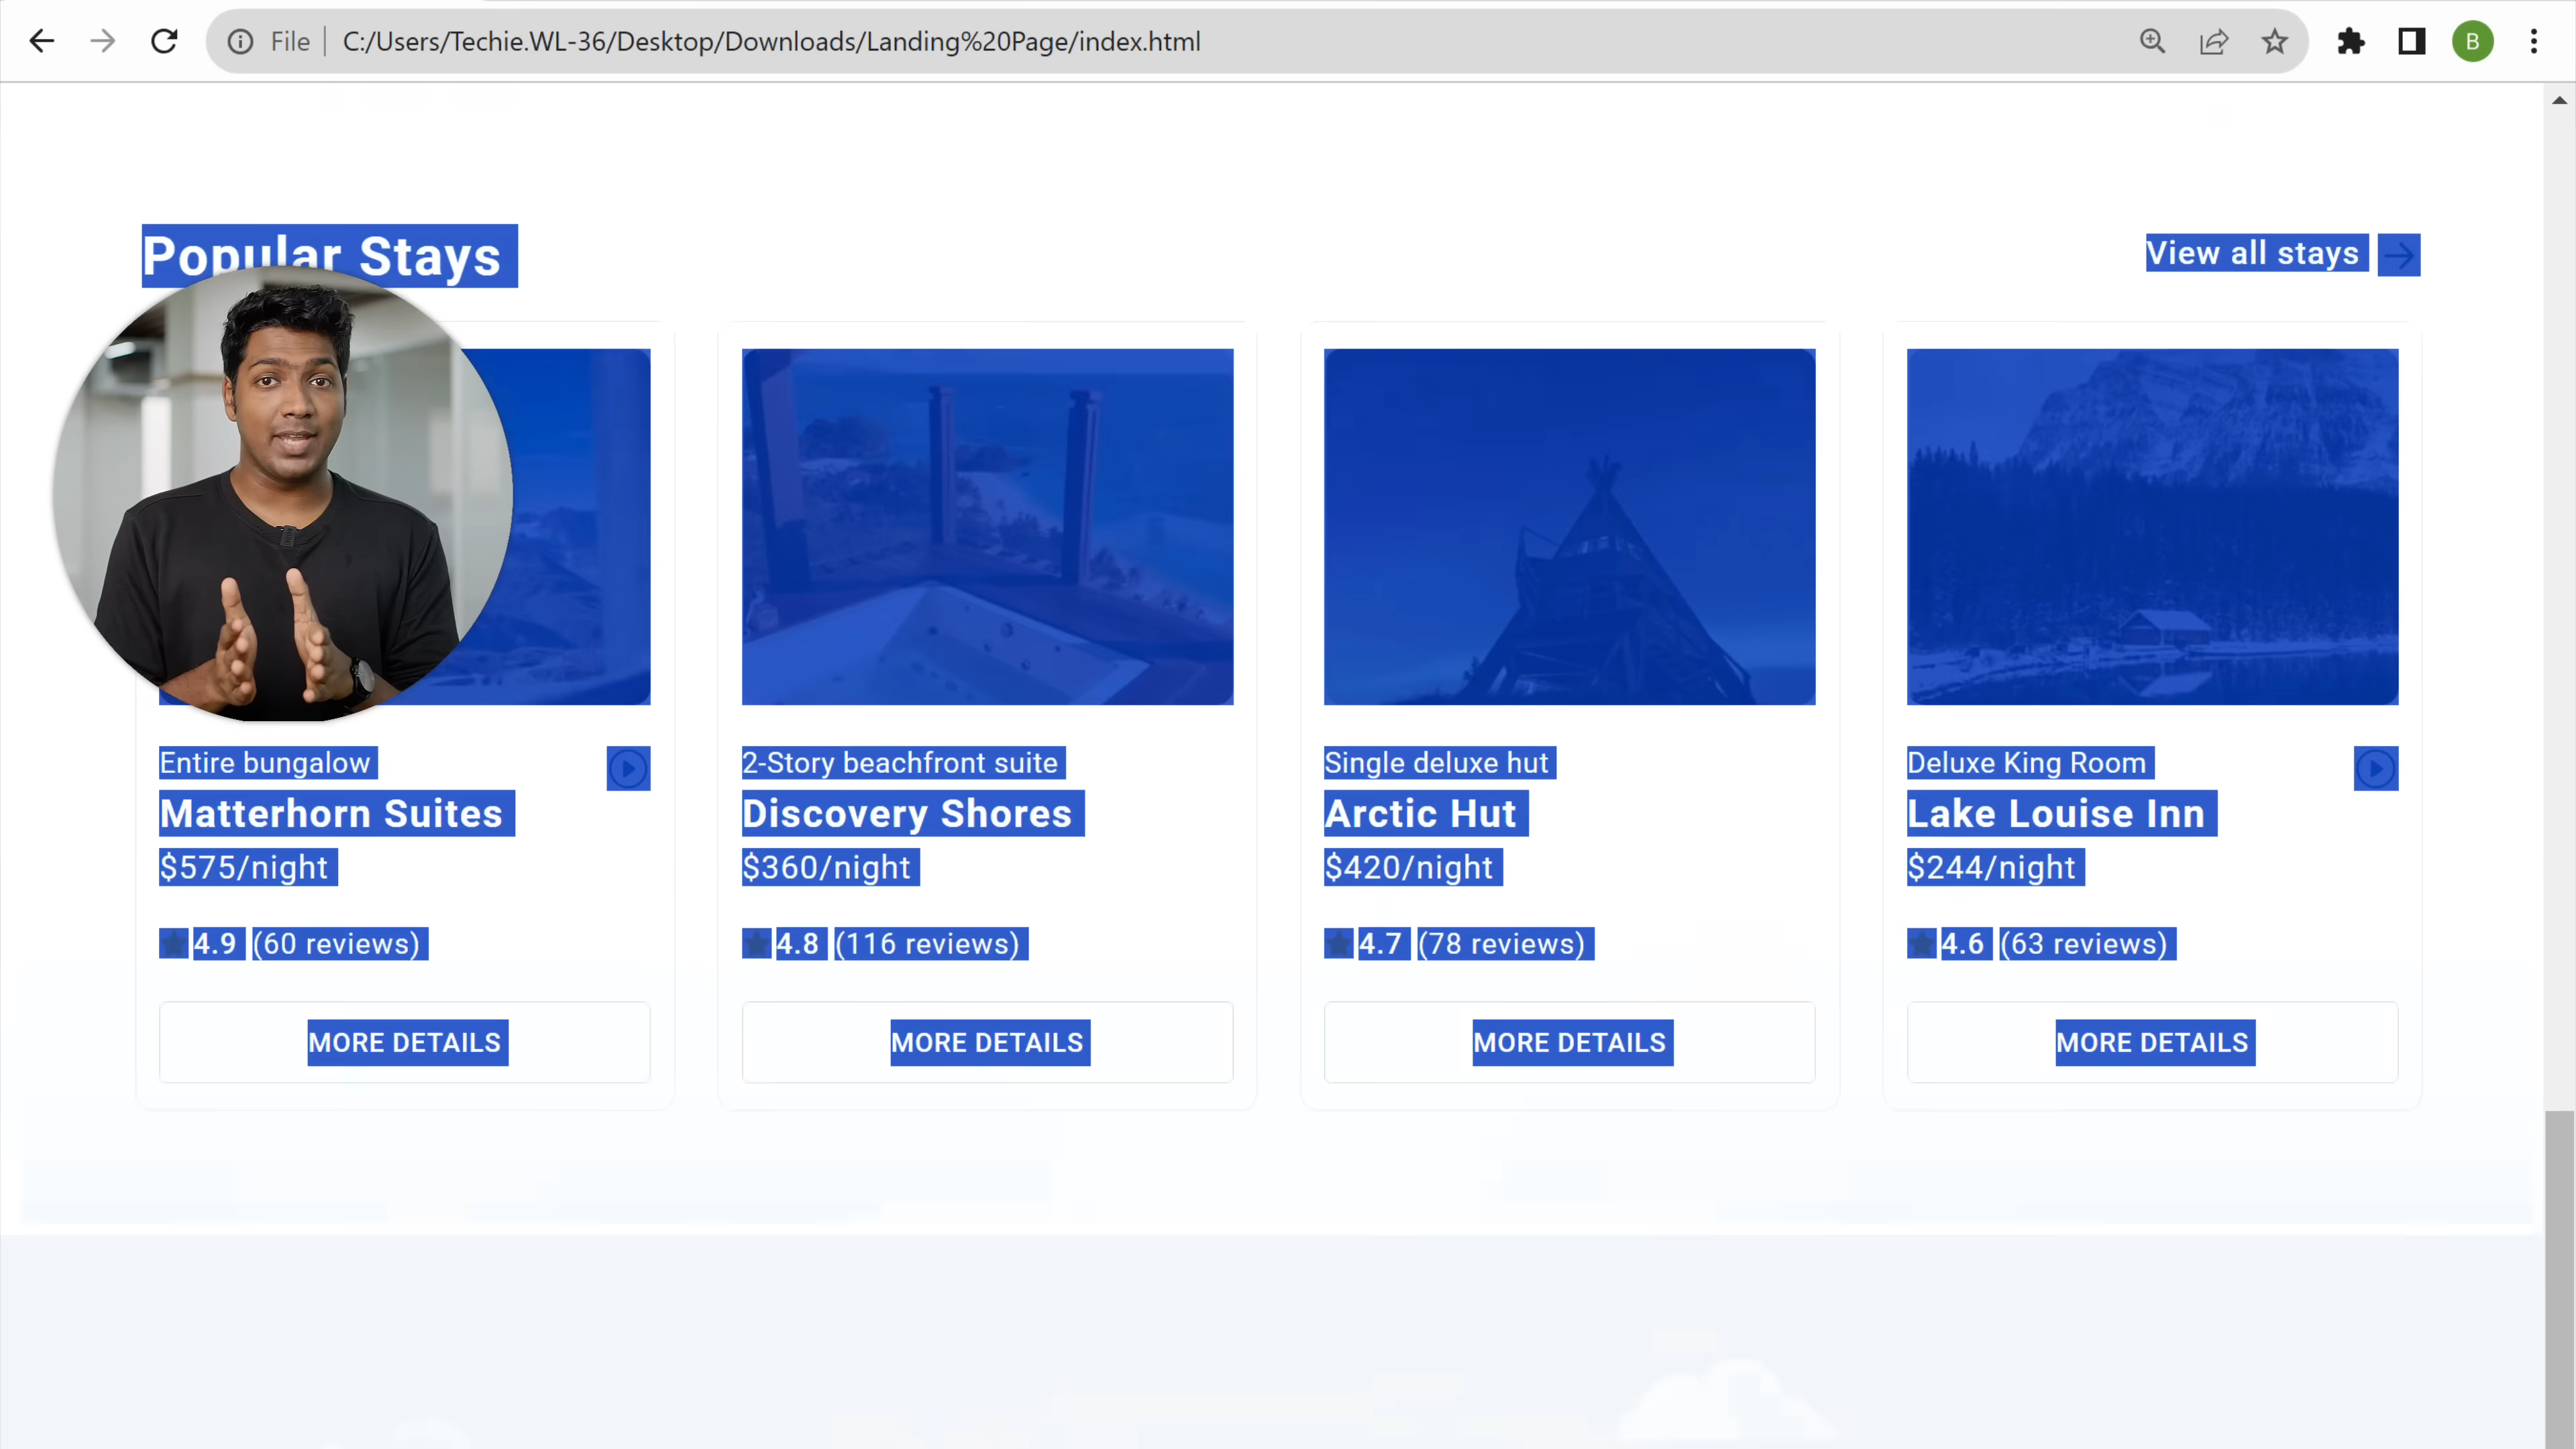 File C:/Users/Techie.WL-36/Desktop/Downloads/Landing%20Page/index.html
B
Popular Stays
View all stays
Entire bungalow
Matterhorn Suites
$575/night
4.9 (60 reviews)
MORE DETAILS
2-Story beachfront suite
Discovery Shores
$360/night
4.8 (116 reviews)
MORE DETAILS
Single deluxe hut
Arctic Hut
$420/night
4.7 (78 reviews)
MORE DETAILS
Deluxe King Room
Lake Louise Inn
$244/night
4.6 (63 reviews)
MORE DETAILS